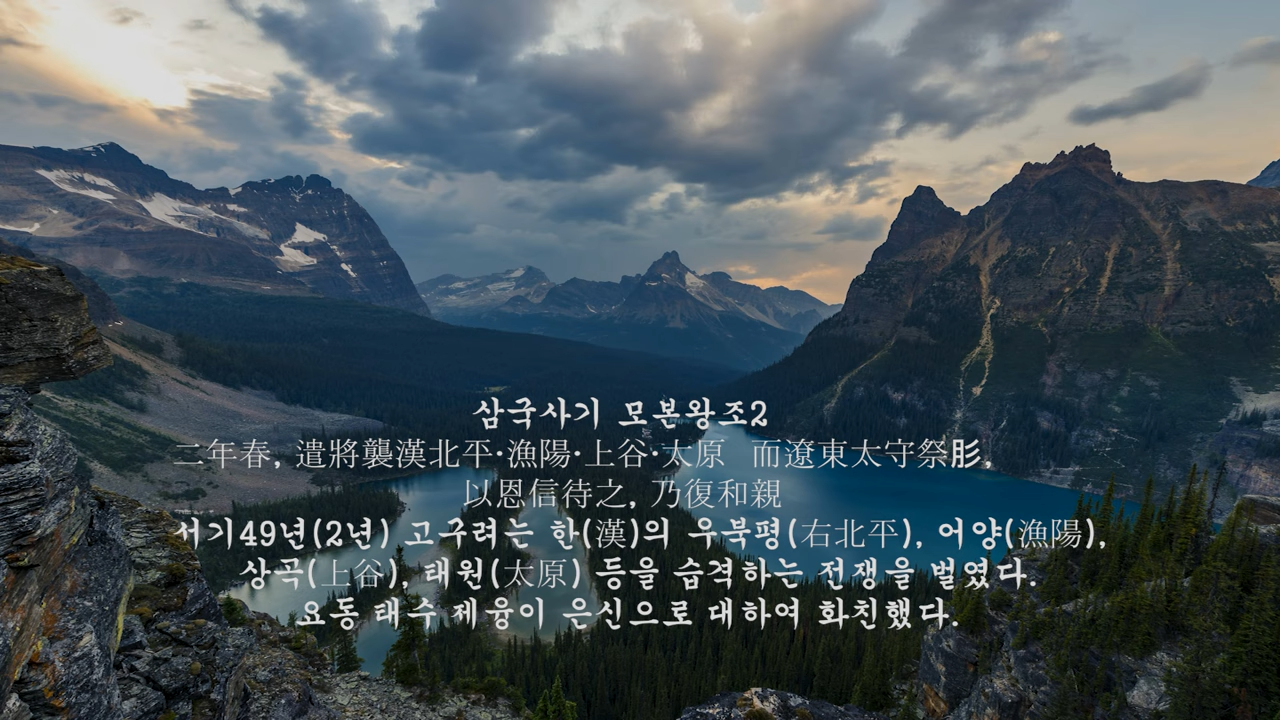 삼국사기 모본왕조2
二年春, 遣將襲漢北平·漁陽·上谷·太原 而遼東太守祭肜,
以恩信待之, 乃復和親
서기49년(2년) 고구려는 한(漢)의 우북평(右北平), 어양(漁陽),
상곡(上谷), 태원(太原) 등을 습격하는 전쟁을 벌였다.
요동 태수 제융이 은신으로 대하여 화친했다.